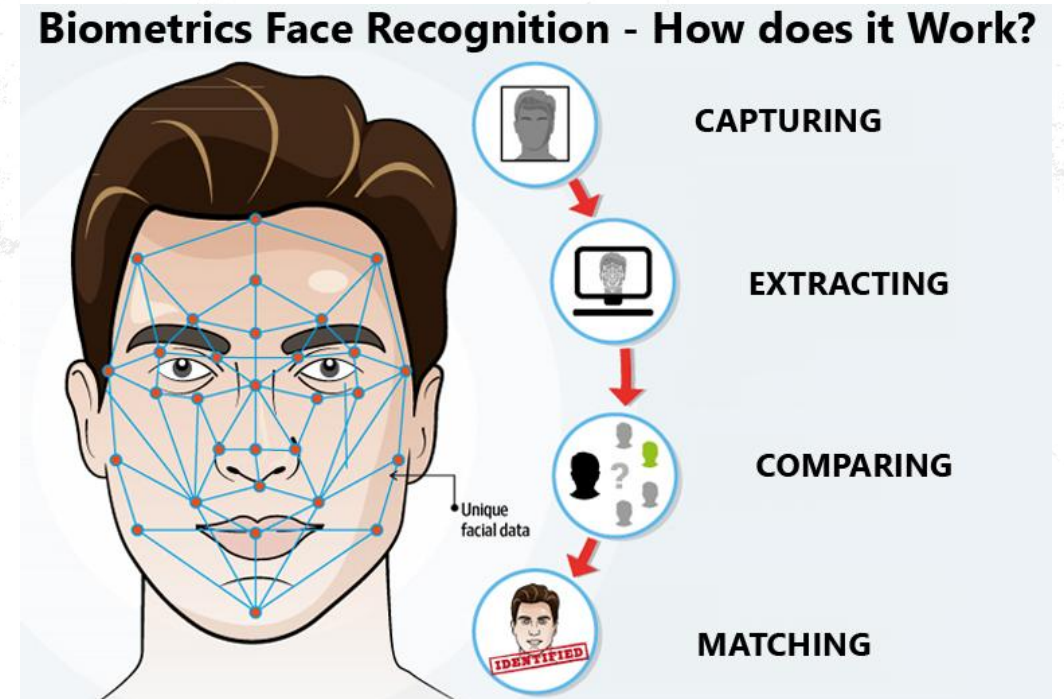 Biometrics Face Recognition - How does it Work?
CAPTURING
EXTRACTING
COMPARING
?
Unique
facial data
IDENTIFIED
MATCHING